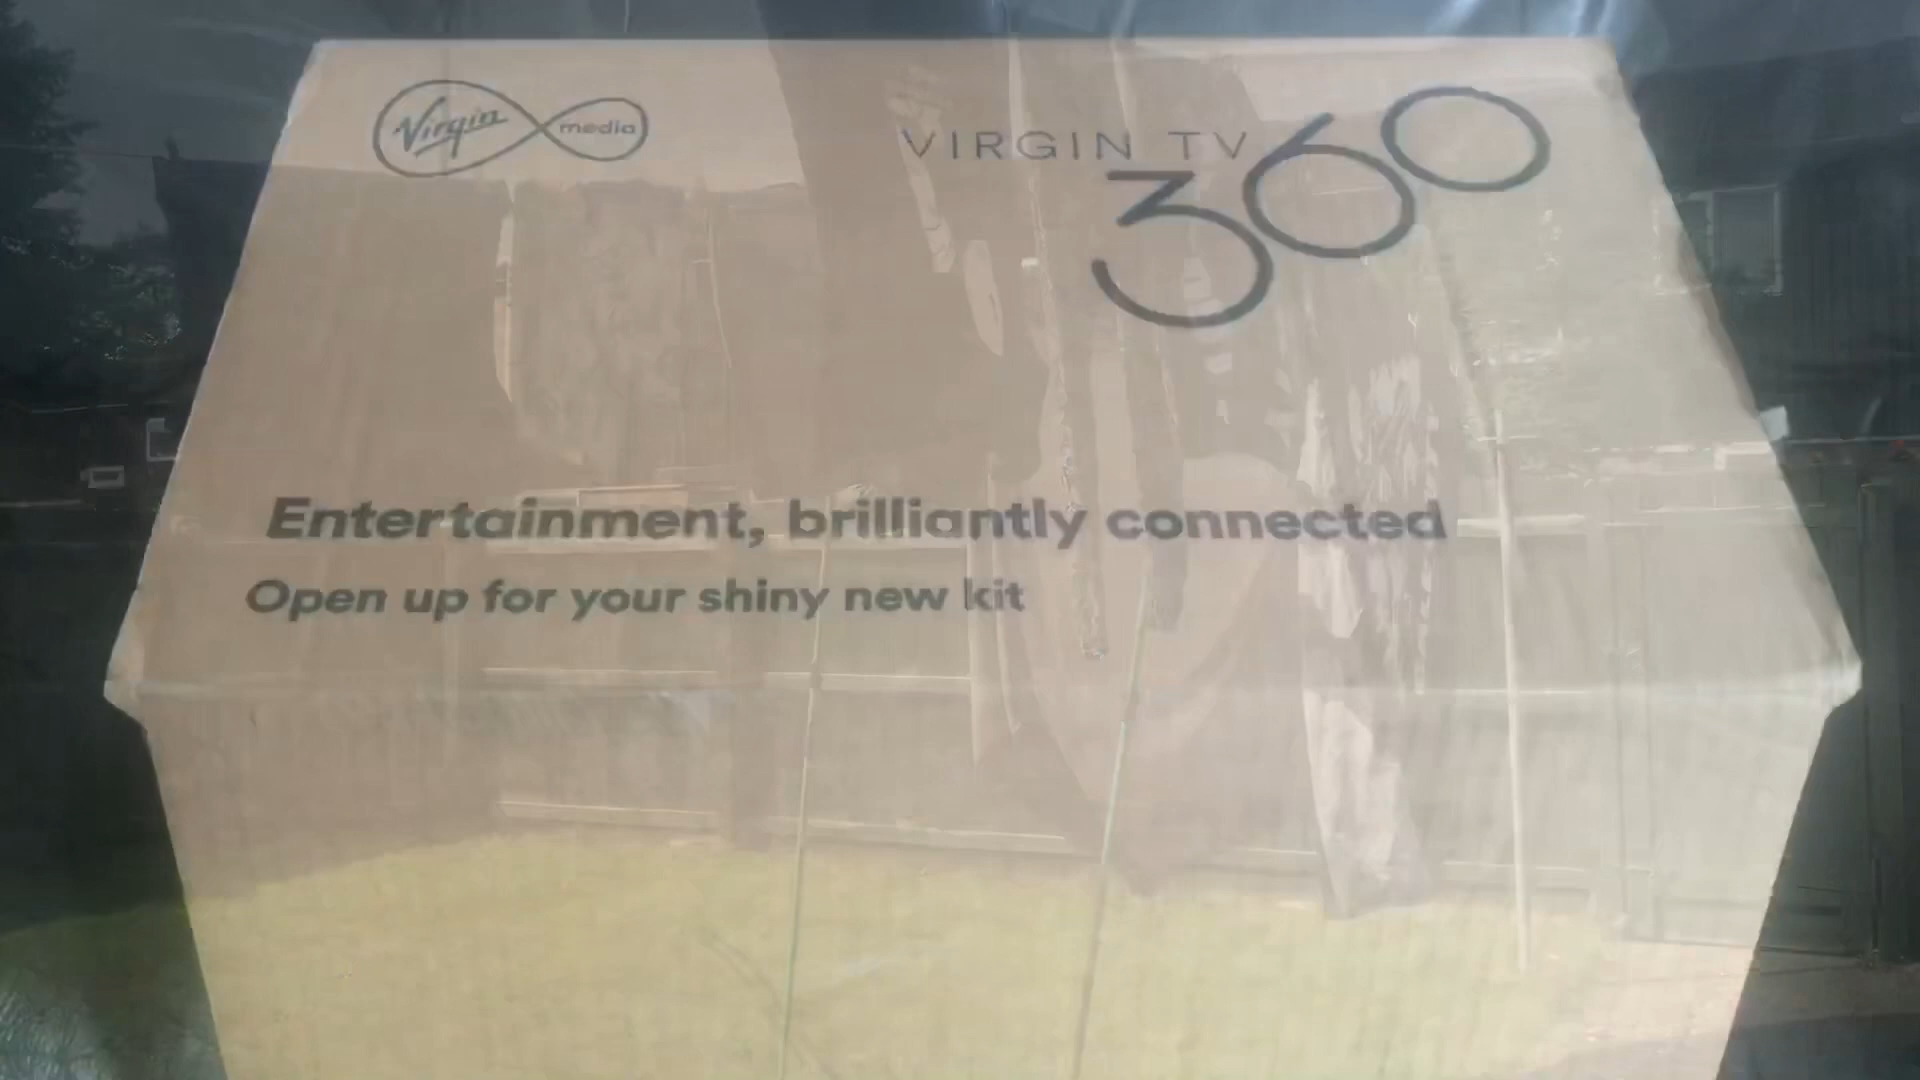 Virgin media
VIRGIN TV
360
Entertainment, brilliantly connected
Open up for your shiny new kit